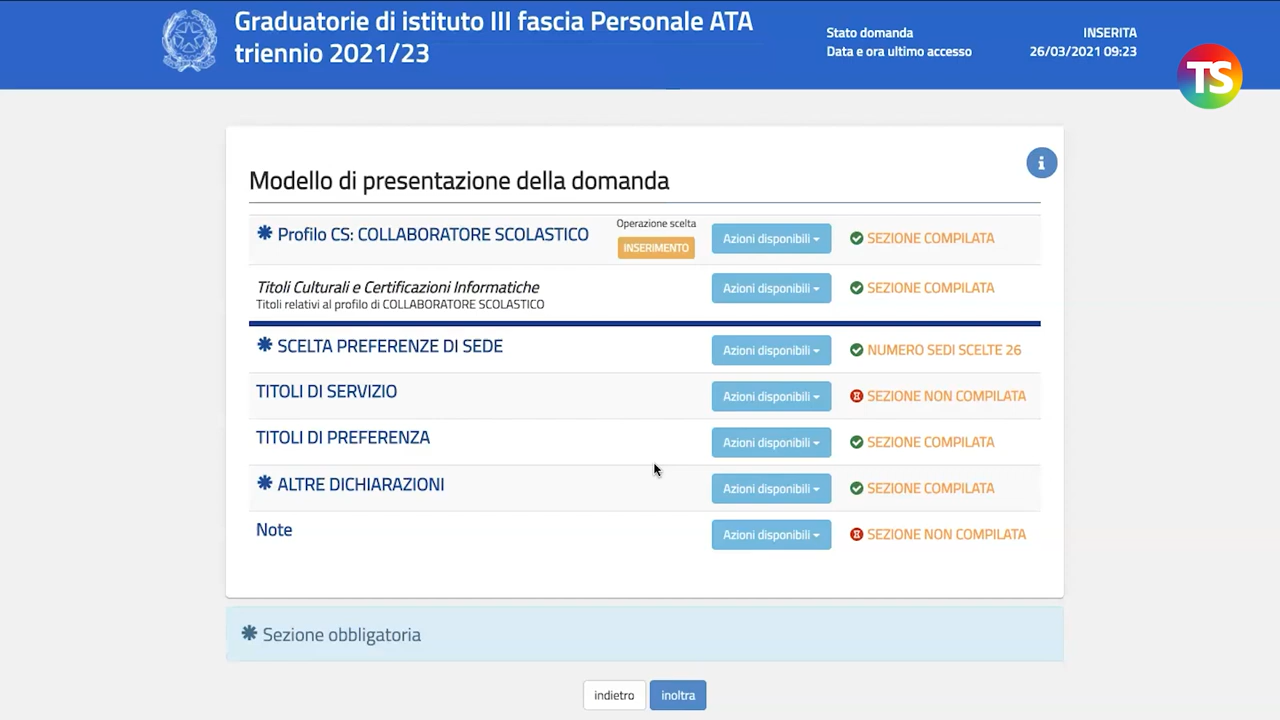 Graduatorie di istituto III fascia Personale ATA
triennio 2021/23
Stato domanda INSERITA
Data e ora ultimo accesso 26/03/2021 09:23
TS
Modello di presentazione della domanda
Profilo CS: COLLABORATORE SCOLASTICO
Operazione scelta
INSERIMENTO
Azioni disponibili
SEZIONE COMPILATA
Titoli Culturali e Certificazioni Informatiche
Titoli relativi al profilo di COLLABORATORE SCOLASTICO
Azioni disponibili
SEZIONE COMPILATA
SCELTA PREFERENZE DI SEDE
Azioni disponibili
NUMERO SEDI SCELTE 26
TITOLI DI SERVIZIO
Azioni disponibili
SEZIONE NON COMPILATA
TITOLI DI PREFERENZA
Azioni disponibili
SEZIONE COMPILATA
ALTRE DICHIARAZIONI
Azioni disponibili
SEZIONE COMPILATA
Note
Azioni disponibili
SEZIONE NON COMPILATA
Sezione obbligatoria
indietro
inoltra